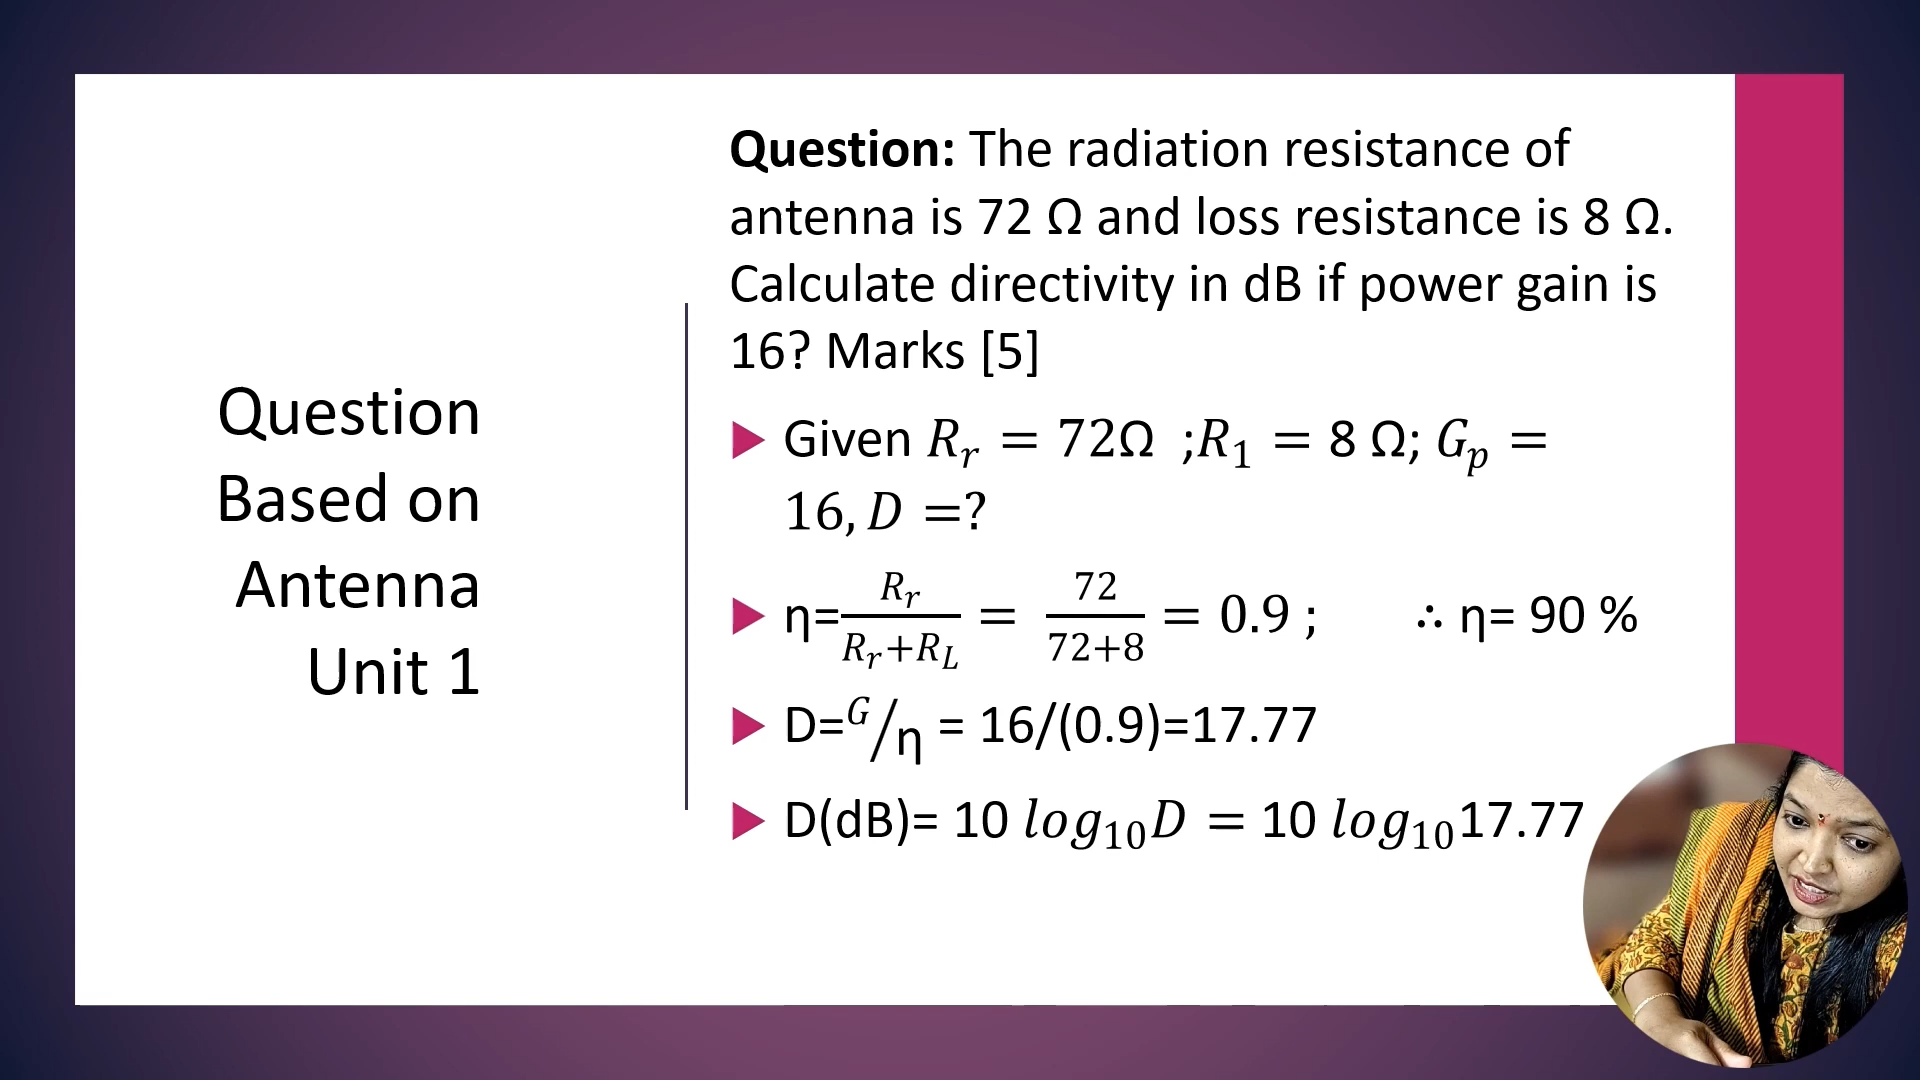 Question
Based on
Antenna
Unit 1
Question: The radiation resistance of
antenna is 72 Ω and loss resistance is 8 Ω.
Calculate directivity in dB if power gain is
16? Marks [5]
Given R_r = 72Ω ;R_1 = 8 Ω; G_p =
16, D =?
η=R_r/(R_r+R_L) = 72/(72+8) = 0.9 ; ∴ η= 90 %
D=G/η = 16/(0.9)=17.77
D(dB)= 10 log_10 D = 10 log_10 17.77